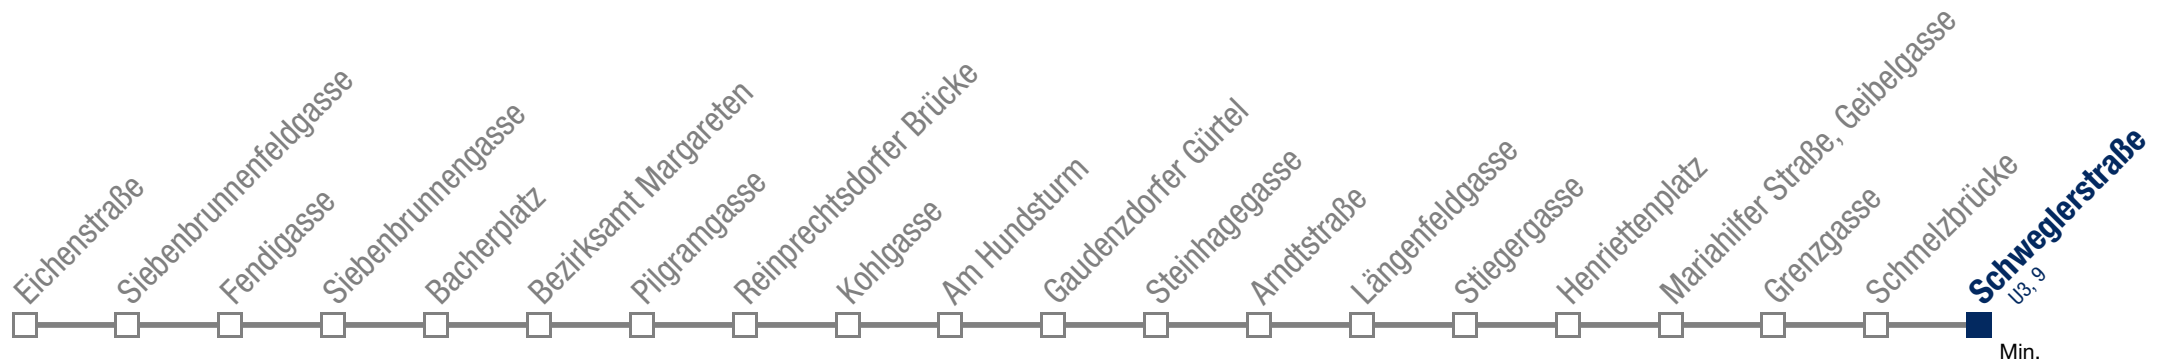 Eichenstraße
Siebenbrunnenfeldgasse
Fendigasse
Siebenbrunnengasse
Bacherplatz
Bezirksamt Margareten
Pilgramgasse
Reinprechtsdorfer Brücke
Kohlgasse
Am Hundsturm
Gaudenzdorfer Gürtel
Steinhagegasse
Arndtstraße
Längenfeldgasse
Stiegergasse
Henriettenplatz
Mariahilfer Straße, Geibelgasse
Grenzgasse
Schmelzbrücke
Schweglerstraße
U3, 9
Min.